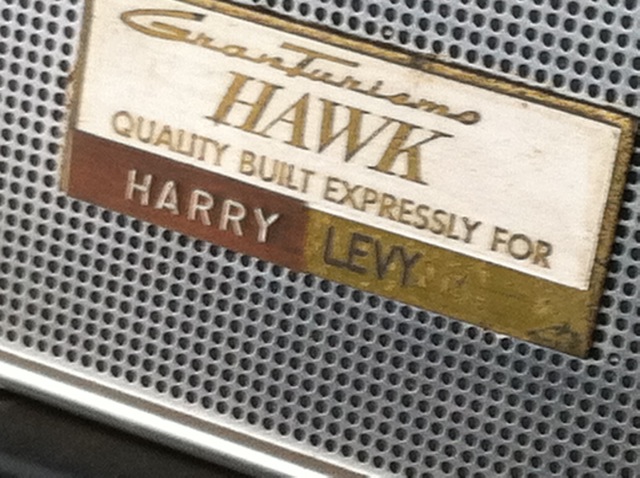 GranTurismo
HAWK
QUALITY BUILT EXPRESSLY FOR
HARRY LEVY